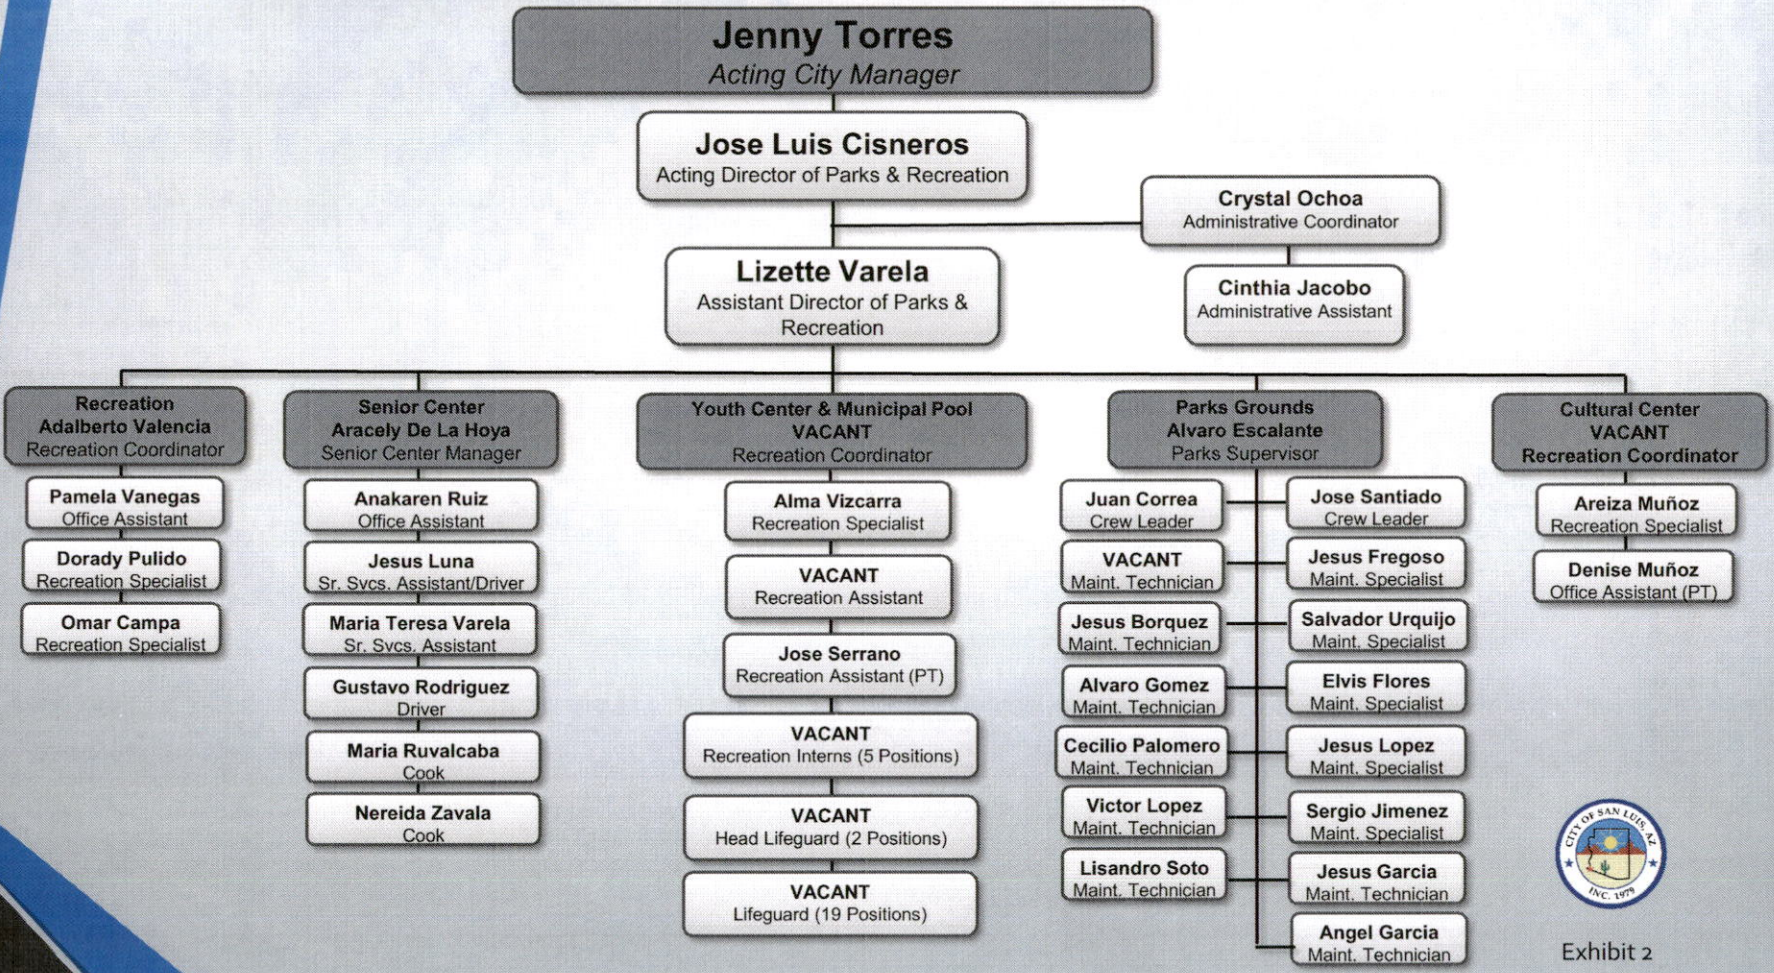 Jenny Torres
Acting City Manager
Jose Luis Cisneros
Acting Director of Parks & Recreation
Crystal Ochoa
Administrative Coordinator
Cinthia Jacobo
Administrative Assistant
Lizette Varela
Assistant Director of Parks &
Recreation
Recreation
Adalberto Valencia
Recreation Coordinator
Pamela Vanegas
Office Assistant
Dorady Pulido
Recreation Specialist
Omar Campa
Recreation Specialist
Senior Center
Aracely De La Hoya
Senior Center Manager
Anakaren Ruiz
Office Assistant
Jesus Luna
Sr. Svcs. Assistant/Driver
Maria Teresa Varela
Sr. Svcs. Assistant
Gustavo Rodriguez
Driver
Maria Ruvalcaba
Cook
Nereida Zavala
Cook
Youth Center & Municipal Pool
VACANT
Recreation Coordinator
Alma Vizcarra
Recreation Specialist
VACANT
Recreation Assistant
Jose Serrano
Recreation Assistant (PT)
VACANT
Recreation Interns (5 Positions)
VACANT
Head Lifeguard (2 Positions)
VACANT
Lifeguard (19 Positions)
Parks Grounds
Alvaro Escalante
Parks Supervisor
Juan Correa
Crew Leader
VACANT
Maint. Technician
Jesus Borquez
Maint. Technician
Alvaro Gomez
Maint. Technician
Cecilio Palomero
Maint. Technician
Victor Lopez
Maint. Technician
Lisandro Soto
Maint. Technician
Jose Santiado
Crew Leader
Jesus Fregoso
Maint. Specialist
Salvador Urquijo
Maint. Specialist
Elvis Flores
Maint. Specialist
Jesus Lopez
Maint. Specialist
Sergio Jimenez
Maint. Specialist
Jesus Garcia
Maint. Technician
Angel Garcia
Maint. Technician
Cultural Center
VACANT
Recreation Coordinator
Areiza Muñoz
Recreation Specialist
Denise Muñoz
Office Assistant (PT)
CITY OF SAN LUIS, AZ
INC. 1979
Exhibit 2